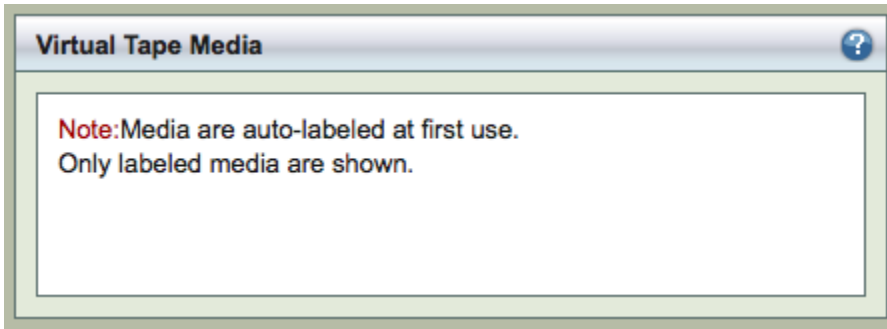 Virtual Tape Media
?
Note:Media are auto-labeled at first use.
Only labeled media are shown.